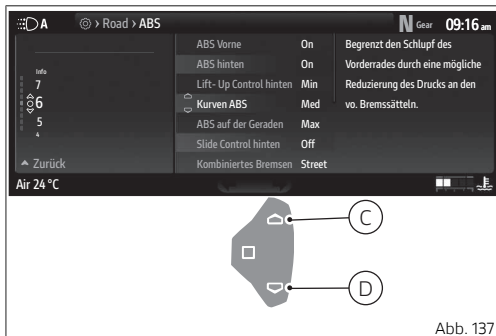 A Road > ABS N Gear 09:16 am
ABS Vorne On
ABS hinten On
Lift- Up Control hinten Min
Kurven ABS Med
ABS auf der Geraden Max
Slide Control hinten Off
Kombiniertes Bremsen Street
Begrenzt den Schlupf des
Vorderrades durch eine mögliche
Reduzierung des Drucks an den
vo. Bremssätteln.
Info
7
6
5
4
Zurück
Air 24 °C
C
D
Abb. 137